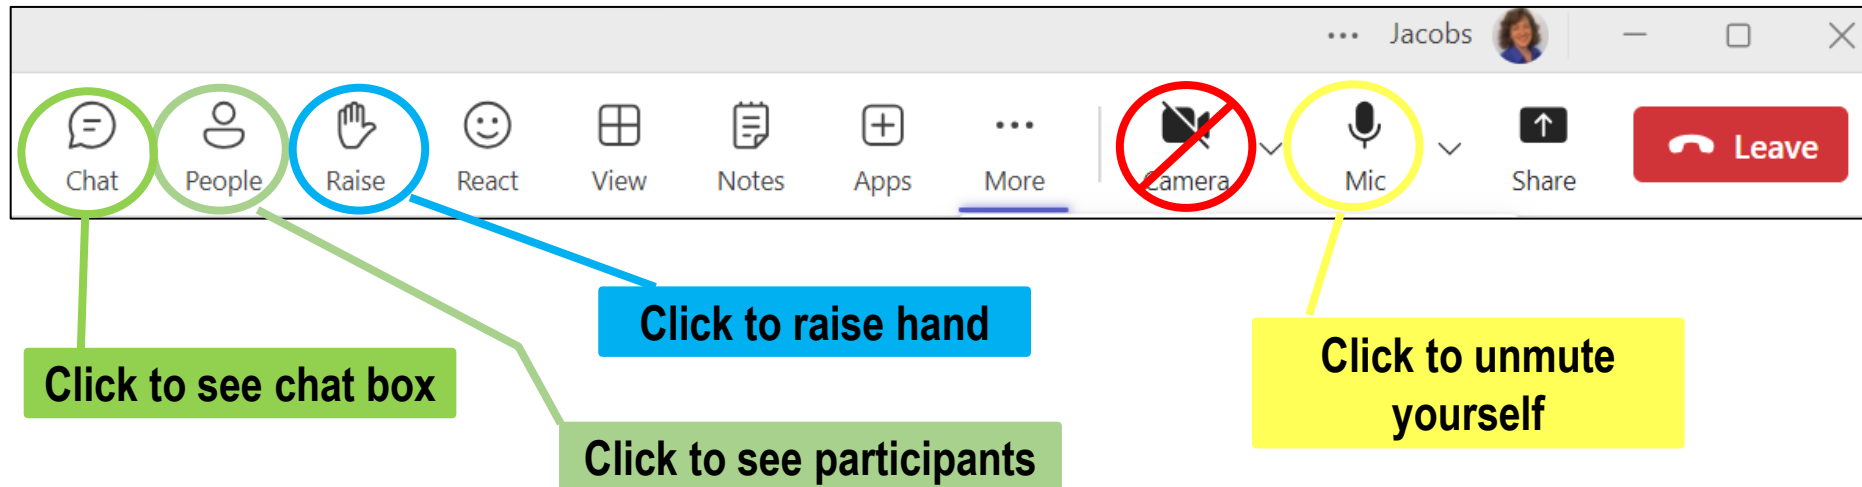 ... Jacobs
Chat People Raise React View Notes Apps More Camera Mic Share Leave
Click to raise hand
Click to see chat box
Click to unmute
yourself
Click to see participants